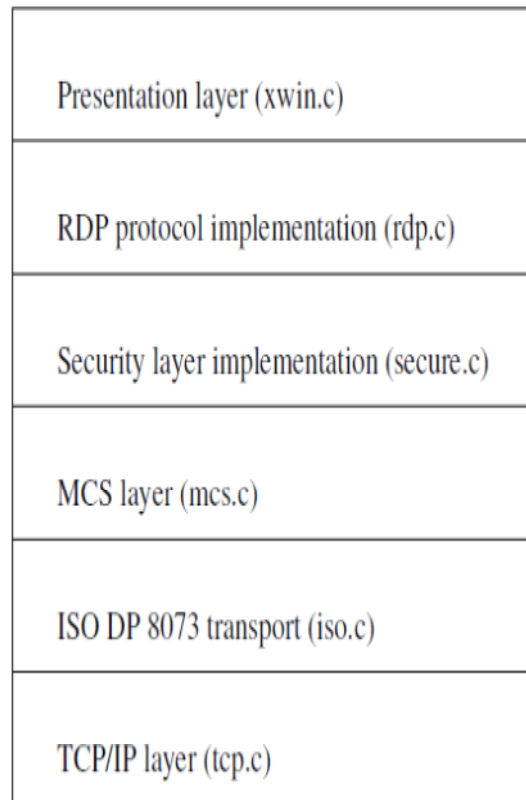 Presentation layer (xwin.c)
RDP protocol implementation (rdp.c)
Security layer implementation (secure.c)
MCS layer (mcs.c)
ISO DP 8073 transport (iso.c)
TCP/IP layer (tcp.c)